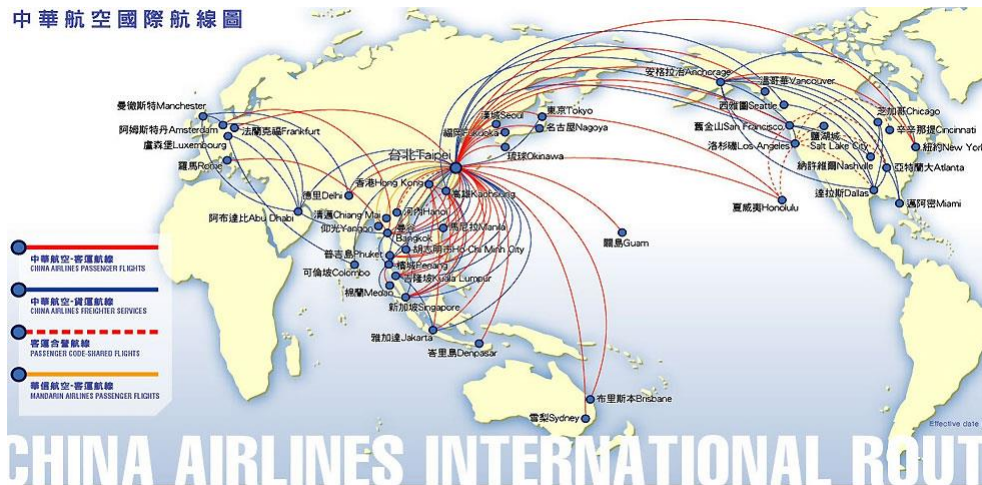 中華航空國際航線圖
曼徹斯特Manchester
阿姆斯特丹Amsterdam
法蘭克福Frankfurt
盧森堡Luxembourg
羅馬Rome
阿布達比Abu Dhabi
德里Delhi
香港Hong Kong
台北Taipei
高雄Kaohsiung
漢城Seoul
福岡Fukuoka
東京Tokyo
名古屋Nagoya
琉球Okinawa
清邁Chiang Mai
河內Hanoi
仰光Yangon
曼谷
Bangkok
馬尼拉Manila
胡志明市Ho Chi Minh City
普吉島Phuket
檳城Penang
可倫坡Colombo
吉隆坡Kuala Lumpur
棉蘭Medan
新加坡Singapore
雅加達Jakarta
峇里島Denpasar
關島Guam
布里斯本Brisbane
雪梨Sydney
安格拉治Anchorage
溫哥華Vancouver
西雅圖Seattle
芝加哥Chicago
舊金山San Francisco
辛辛那提Cincinnati
洛杉磯Los Angeles
鹽湖城
Salt Lake City
紐約New York
納許維爾Nashville
亞特蘭大Atlanta
達拉斯Dallas
夏威夷Honolulu
邁阿密Miami
中華航空-客運航線
CHINA AIRLINES PASSENGER FLIGHTS
中華航空-貨運航線
CHINA AIRLINES FREIGHTER SERVICES
客運合營航線
PASSENGER CODE-SHARED FLIGHTS
華信航空-客運航線
MANDARIN AIRLINES PASSENGER FLIGHTS
Effective date
CHINA AIRLINES INTERNATIONAL ROUT